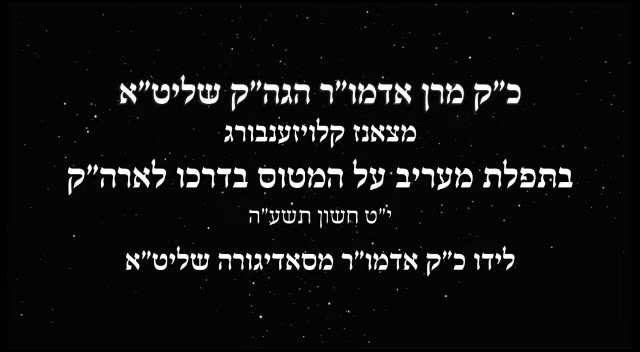 כ״ק מרן אדמו״ר הגה״ק שליט״א
מצאנז קלויזענבורג
בתפלת מעריב על המטוס בדרכו לארה״ק
י״ט חשון תשע״ה
לידו כ״ק אדמו״ר מסאדיגורה שליט״א